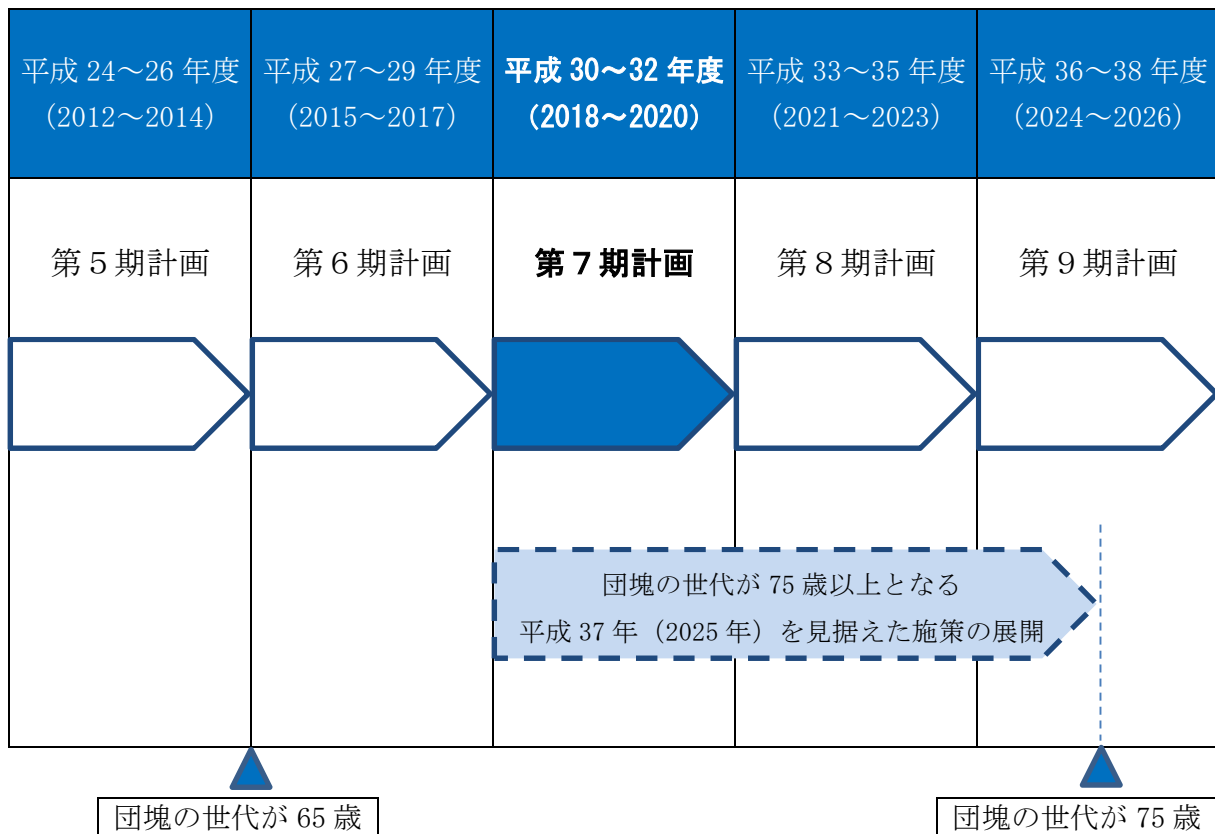 平成 24～26 年度
（2012～2014）
平成 27～29 年度
（2015～2017）
平成 30～32 年度
（2018～2020）
平成 33～35 年度
（2021～2023）
平成 36～38 年度
（2024～2026）
第５期計画
第６期計画
第７期計画
第８期計画
第９期計画
団塊の世代が 75 歳以上となる
平成 37 年（2025 年）を見据えた施策の展開
団塊の世代が 65 歳
団塊の世代が 75 歳